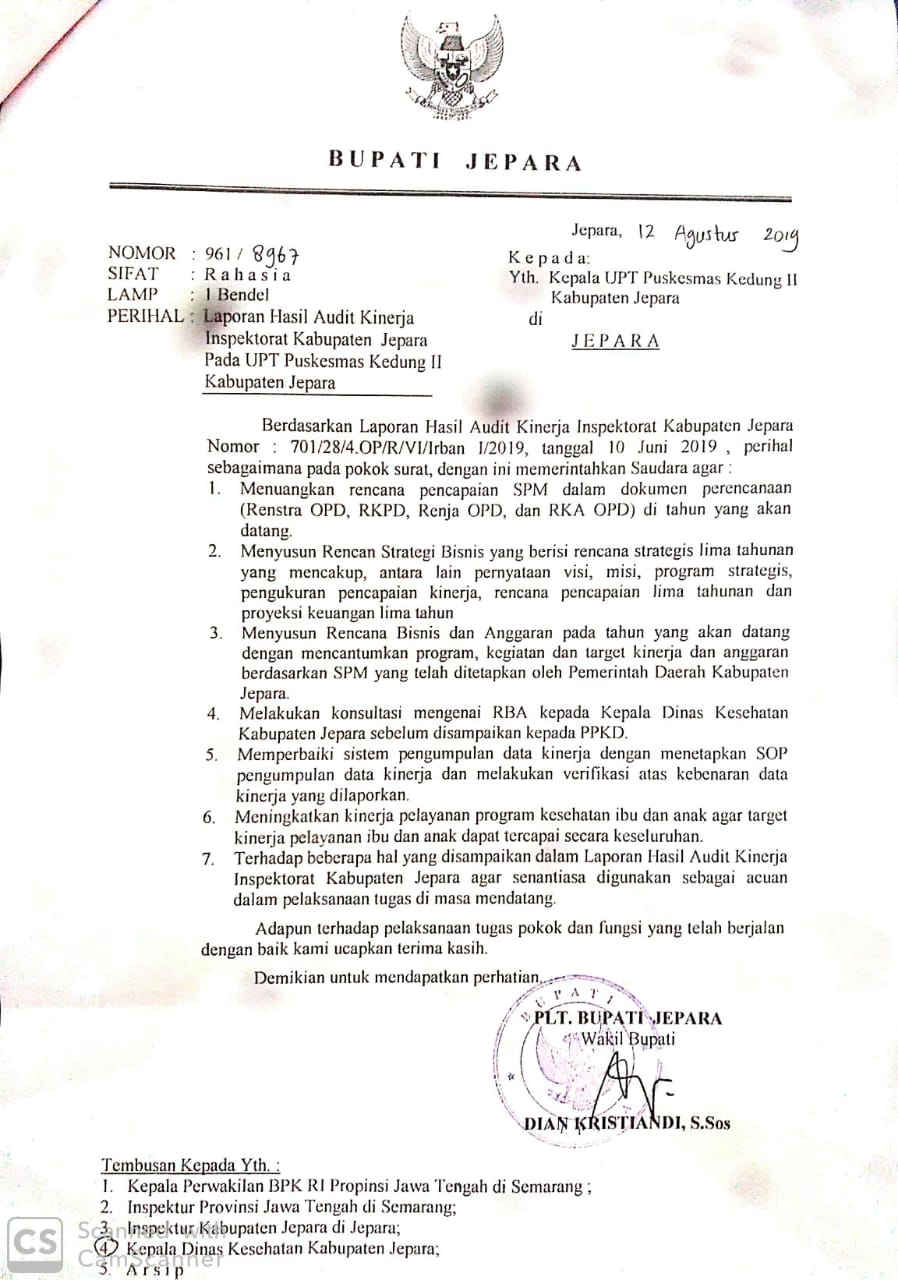 BUPATI JEPARA
Jepara, 12 Agustus 2019
NOMOR : 961 / 8967
SIFAT : Rahasia
LAMP : 1 Bendel
PERIHAL : Laporan Hasil Audit Kinerja
Inspektorat Kabupaten Jepara
Pada UPT Puskesmas Kedung II
Kabupaten Jepara
Kepada:
Yth. Kepala UPT Puskesmas Kedung II
Kabupaten Jepara
di
JEPARA
Berdasarkan Laporan Hasil Audit Kinerja Inspektorat Kabupaten Jepara
Nomor : 701/28/4.OP/R/VI/Irban I/2019, tanggal 10 Juni 2019 , perihal
sebagaimana pada pokok surat, dengan ini memerintahkan Saudara agar :
1. Menuangkan rencana pencapaian SPM dalam dokumen perencanaan
(Renstra OPD, RKPD, Renja OPD, dan RKA OPD) di tahun yang akan
datang.
2. Menyusun Rencan Strategi Bisnis yang berisi rencana strategis lima tahunan
yang mencakup, antara lain pernyataan visi, misi, program strategis,
pengukuran pencapaian kinerja, rencana pencapaian lima tahunan dan
proyeksi keuangan lima tahun
3. Menyusun Rencana Bisnis dan Anggaran pada tahun yang akan datang
dengan mencantumkan program, kegiatan dan target kinerja dan anggaran
berdasarkan SPM yang telah ditetapkan oleh Pemerintah Daerah Kabupaten
Jepara.
4. Melakukan konsultasi mengenai RBA kepada Kepala Dinas Kesehatan
Kabupaten Jepara sebelum disampaikan kepada PPKD.
5. Memperbaiki sistem pengumpulan data kinerja dengan menetapkan SOP
pengumpulan data kinerja dan melakukan verifikasi atas kebenaran data
kinerja yang dilaporkan.
6. Meningkatkan kinerja pelayanan program kesehatan ibu dan anak agar target
kinerja pelayanan ibu dan anak dapat tercapai secara keseluruhan.
7. Terhadap beberapa hal yang disampaikan dalam Laporan Hasil Audit Kinerja
Inspektorat Kabupaten Jepara agar senantiasa digunakan sebagai acuan
dalam pelaksanaan tugas di masa mendatang.
Adapun terhadap pelaksanaan tugas pokok dan fungsi yang telah berjalan
dengan baik kami ucapkan terima kasih.
Demikian untuk mendapatkan perhatian.
BUPATI
PLT. BUPATI JEPARA
Wakil Bupati
DIAN KRISTIANDI, S.Sos
Tembusan Kepada Yth. :
1. Kepala Perwakilan BPK RI Propinsi Jawa Tengah di Semarang ;
2. Inspektur Provinsi Jawa Tengah di Semarang;
3. Inspektur Kabupaten Jepara di Jepara;
4. Kepala Dinas Kesehatan Kabupaten Jepara;
5. Arsip
CS Scanned with
CamScanner